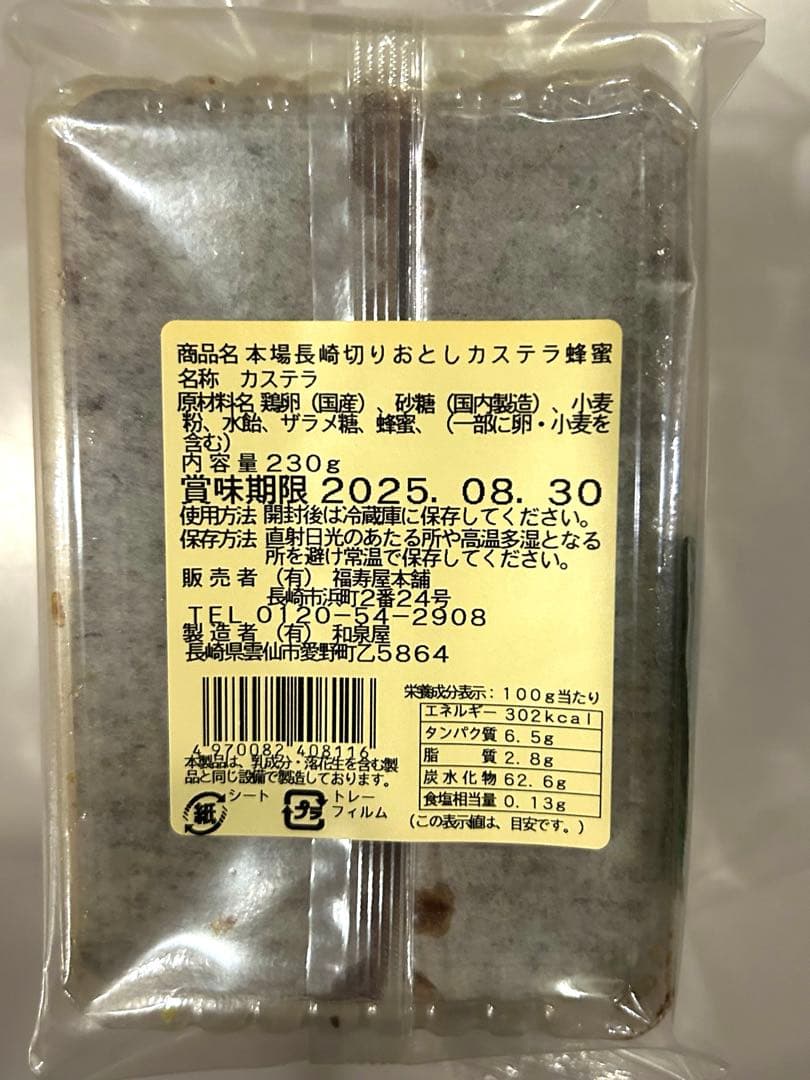 商品名 本場長崎切りおとしカステラ蜂蜜
名称 カステラ
原材料名 鶏卵（国産）、砂糖（国内製造）、小麦
粉、水飴、ザラメ糖、蜂蜜、（一部に卵・小麦を
含む）
内容量 230g
賞味期限 2025. 08. 30
使用方法 開封後は冷蔵庫に保存してください。
保存方法 直射日光のあたる所や高温多湿となる
所を避け常温で保存してください。
販売者 （有） 福寿屋本舗
長崎市浜町2番24号
TEL 0120-54-2908
製造者 （有） 和泉屋
長崎県雲仙市愛野町乙5864
4 970082 408116
本製品は、乳成分・落花生を含む製
品と同じ設備で製造しております。
紙 シート
プラ トレー
フィルム
栄養成分表示：100g当たり
エネルギー 302kcal
タンパク質 6.5g
脂質 2.8g
炭水化物 62.6g
食塩相当量 0.13g
（この表示値は、目安です。）